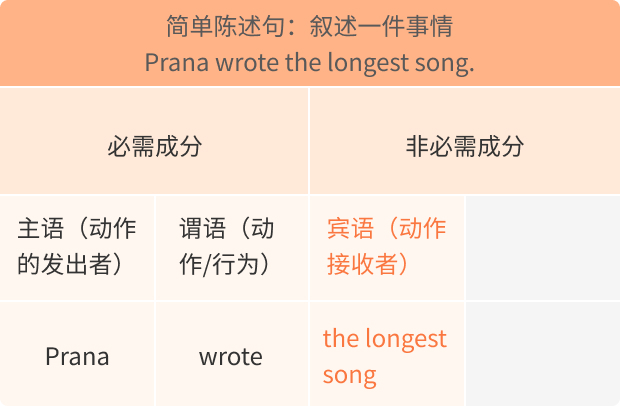 简单陈述句：叙述一件事情
Prana wrote the longest song.
必需成分
非必需成分
主语（动作
的发出者）
谓语（动
作/行为）
宾语（动作
接收者）
Prana
wrote
the longest
song